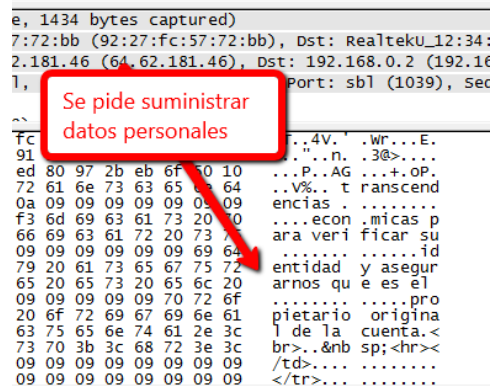 e, 1434 bytes captured)
7:72:bb (92:27:fc:57:72:bb), Dst: RealtekU_12:34:
2.181.46 (64.62.181.46), Dst: 192.168.0.2 (192.16
l, Port: sbl (1039), Seq
Se pide suministrar
datos personales
fc .4V.'.Wr...E.
91 n. .3@>....
ed 80 97 2b eb 6f 50 10 ...P..AG ...+.oP.
72 61 6e 73 63 65 6e 64 ..v%.. t ranscend
0a 09 09 09 09 09 09 09 encias . ........
f3 6d 69 63 61 73 20 70 ....econ .micas p
66 69 63 61 72 20 73 75 ara veri ficar su
09 09 09 09 09 09 69 64 ........ ......id
79 20 61 73 65 67 75 72 entidad y asegur
65 20 65 73 20 65 6c 20 arnos qu e es el
09 09 09 09 09 70 72 6f ........ .....pro
20 6f 72 69 67 69 6e 61 pietario origina
63 75 65 6e 74 61 2e 3c l de la cuenta.<
73 70 3b 3c 68 72 3e 3c br>..&nb sp;<hr><
09 09 09 09 09 09 09 09 /td>.... ........
09 09 09 09 09 09 09 09 </tr>... ........